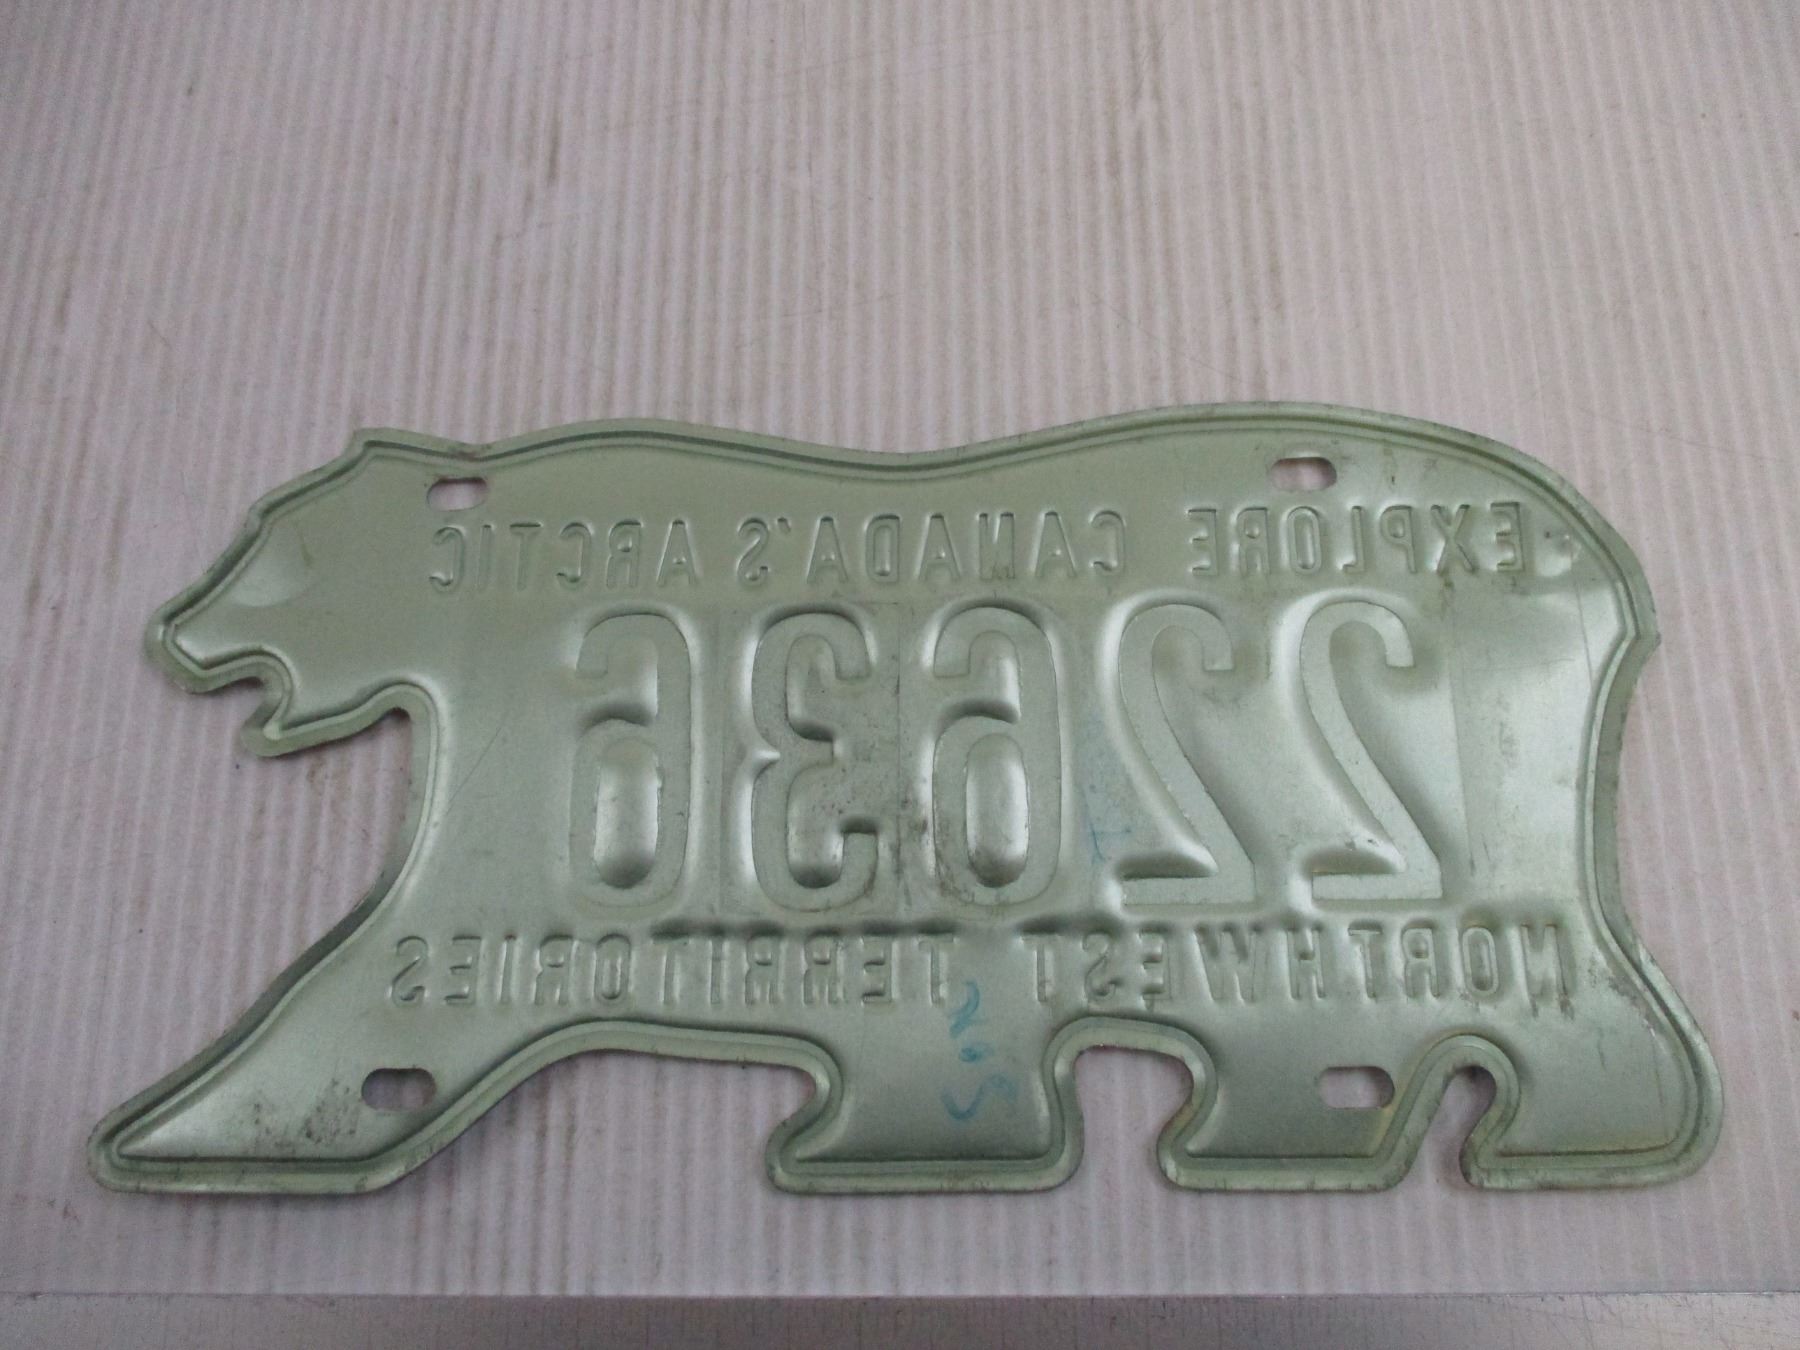 EXPLORE CANADA'S ARCTIC
22636
NORTHWEST TERRITORIES